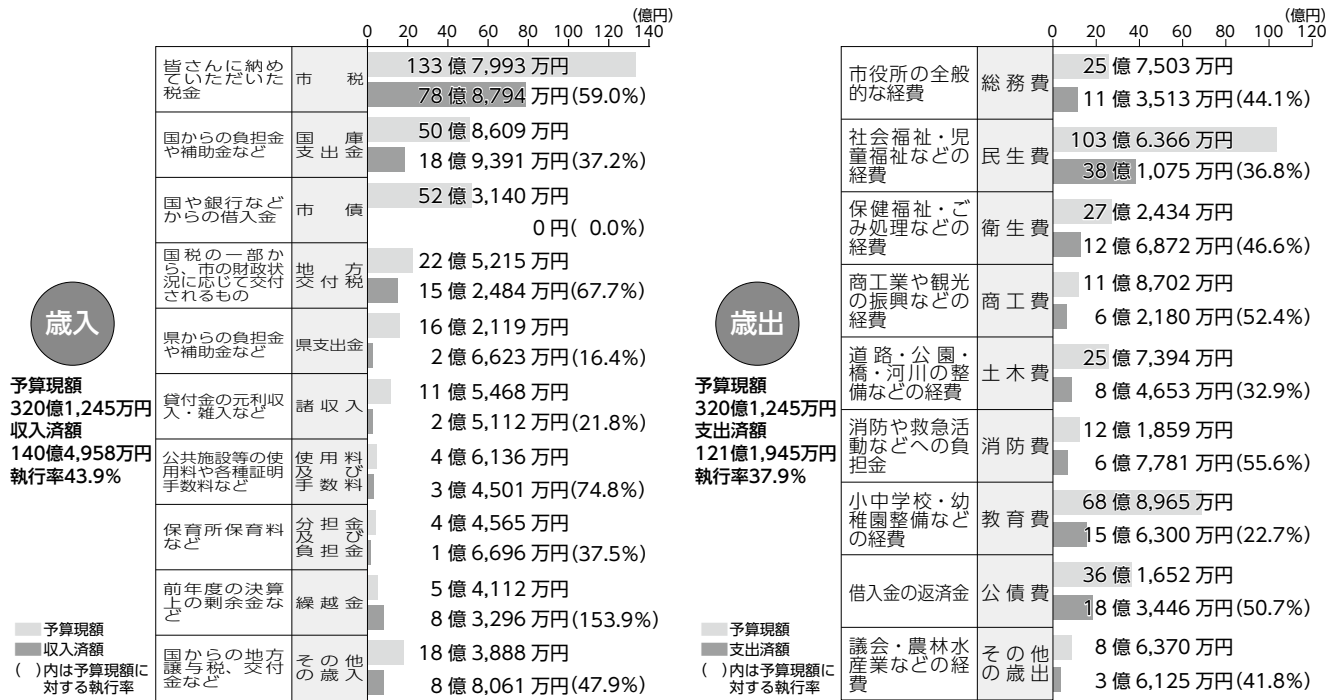 (億円)
0 20 40 60 80 100 120 140
皆さんに納め
ていただいた
税金
市税
133億7,993万円
78億8,794万円(59.0%)
国からの負担金
や補助金など
国庫
支出金
50億8,609万円
18億9,391万円(37.2%)
国や銀行など
からの借入金
市債
52億3,140万円
0円( 0.0%)
国税の一部か
ら、市の財政状
況に応じて交付
されるもの
地方
交付税
22億5,215万円
15億2,484万円(67.7%)
県からの負担金
や補助金など
県支出金
16億2,119万円
2億6,623万円(16.4%)
貸付金の元利収
入・雑入など
諸収入
11億5,468万円
2億5,112万円(21.8%)
公共施設等の使
用料や各種証明
手数料など
使用料
及び
手数料
4億6,136万円
3億4,501万円(74.8%)
保育所保育料
など
分担金
及び
負担金
4億4,565万円
1億6,696万円(37.5%)
前年度の決算
上の剰余金な
ど
繰越金
5億4,112万円
8億3,296万円(153.9%)
国からの地方
譲与税、交付
金など
その他
の歳入
18億3,888万円
8億8,061万円(47.9%)
歳入
予算現額
320億1,245万円
収入済額
140億4,958万円
執行率43.9%
予算現額
収入済額
( )内は予算現額に
対する執行率
(億円)
0 20 40 60 80 100 120
市役所の全般
的な経費
総務費
25億7,503万円
11億3,513万円(44.1%)
社会福祉・児
童福祉などの
経費
民生費
103億6.366万円
38億1,075万円(36.8%)
保健福祉・ご
み処理などの
経費
衛生費
27億2,434万円
12億6,872万円(46.6%)
商工業や観光
の振興などの
経費
商工費
11億8,702万円
6億2,180万円(52.4%)
道路・公園・
橋・河川の整
備などの経費
土木費
25億7,394万円
8億4,653万円(32.9%)
消防や救急活
動などへの負
担金
消防費
12億1,859万円
6億7,781万円(55.6%)
小中学校・幼
稚園整備など
の経費
教育費
68億8,965万円
15億6,300万円(22.7%)
借入金の返済金
公債費
36億1,652万円
18億3,446万円(50.7%)
議会・農林水
産業などの経
費
その他
の歳出
8億6,370万円
3億6,125万円(41.8%)
歳出
予算現額
320億1,245万円
支出済額
121億1,945万円
執行率37.9%
予算現額
支出済額
( )内は予算現額に
対する執行率